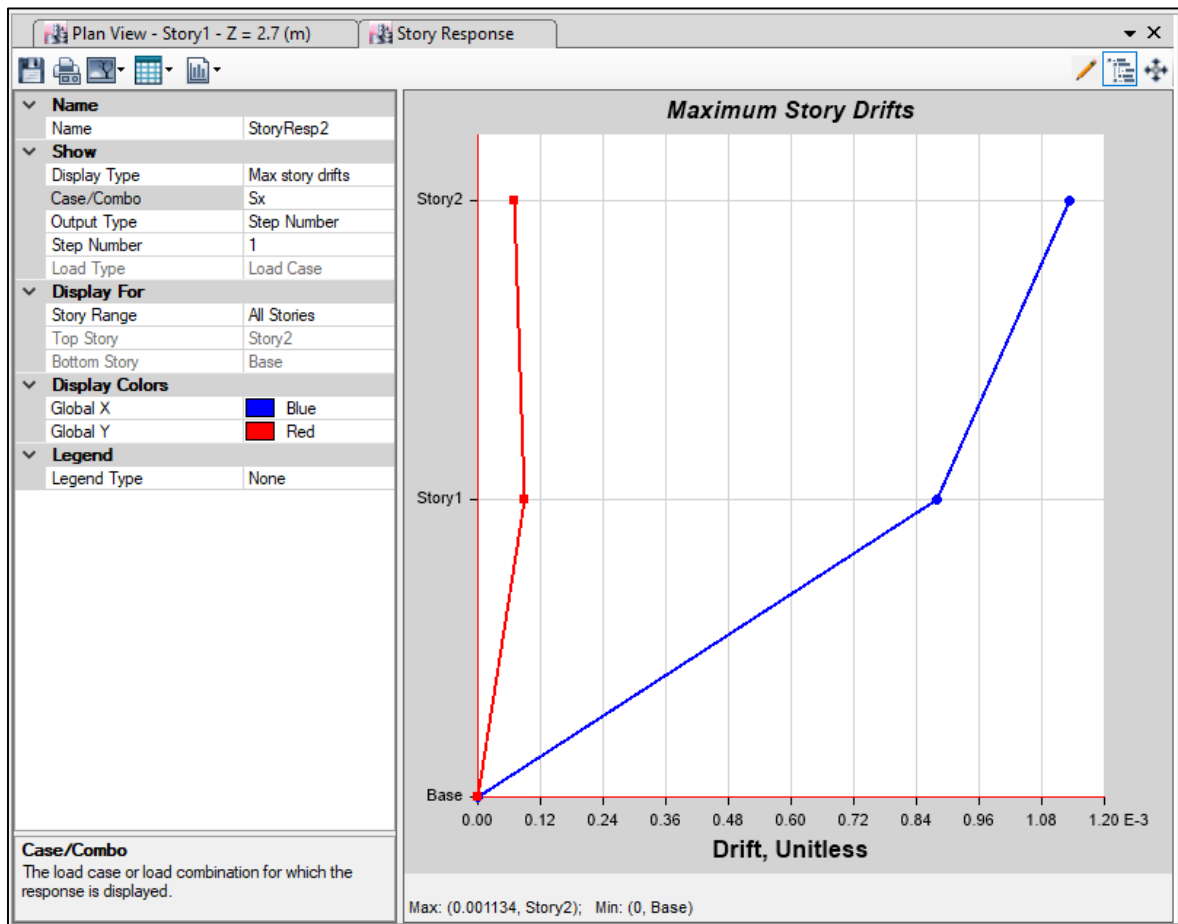 Plan View - Story1 - Z = 2.7 (m)
Story Response
Name
Name StoryResp2
Show
Display Type Max story drifts
Case/Combo Sx
Output Type Step Number
Step Number 1
Load Type Load Case
Display For
Story Range All Stories
Top Story Story2
Bottom Story Base
Display Colors
Global X Blue
Global Y Red
Legend
Legend Type None
Case/Combo
The load case or load combination for which the
response is displayed.
Maximum Story Drifts
Story2
Story1
Base
0.00 0.12 0.24 0.36 0.48 0.60 0.72 0.84 0.96 1.08 1.20 E-3
Drift, Unitless
Max: (0.001134, Story2); Min: (0, Base)